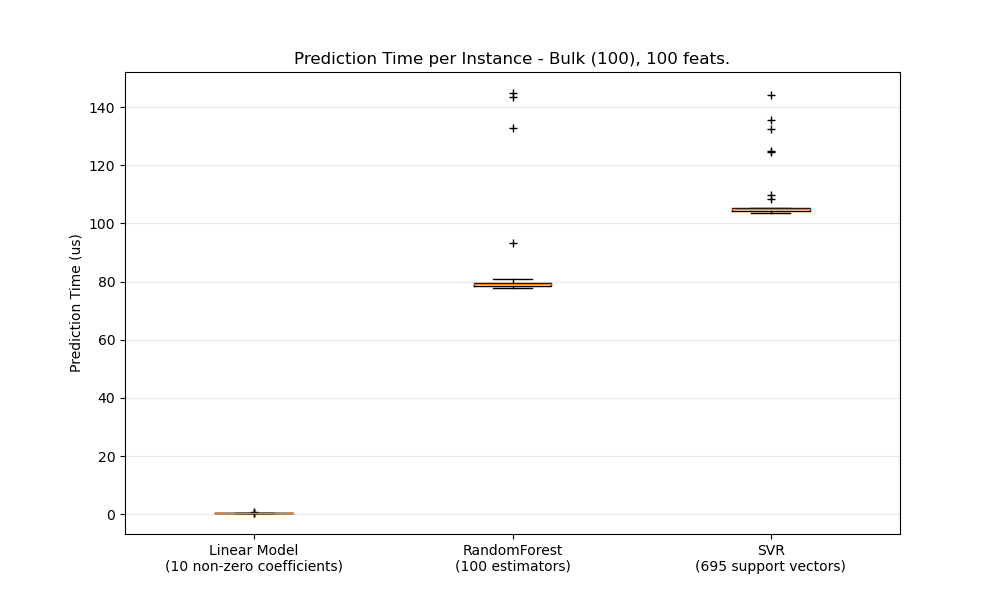 Prediction Time per Instance - Bulk (100), 100 feats.
Prediction Time (us)
140
120
100
80
60
40
20
0
Linear Model
(10 non-zero coefficients)
RandomForest
(100 estimators)
SVR
(695 support vectors)